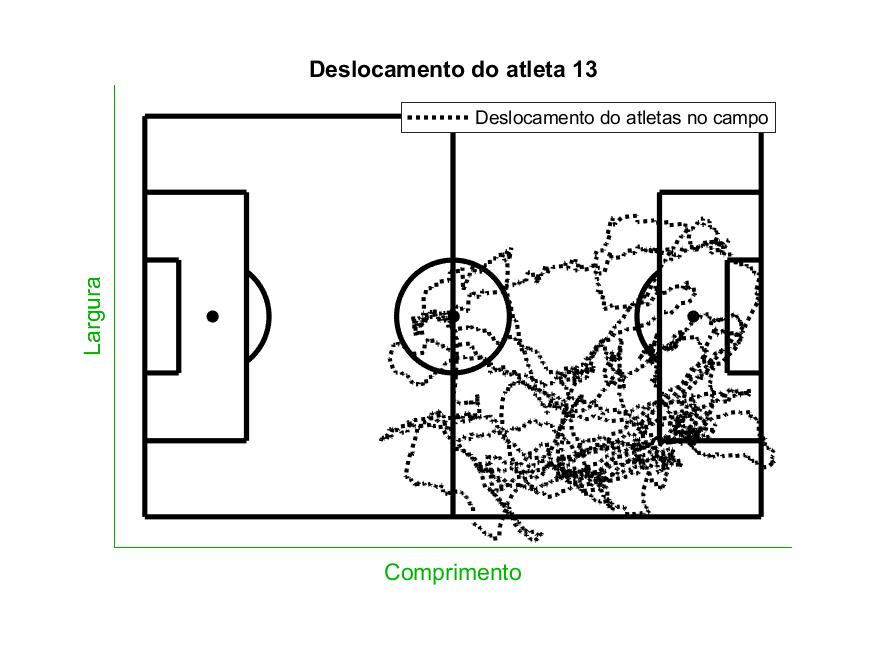 Deslocamento do atleta 13
Deslocamento do atletas no campo
Largura
Comprimento